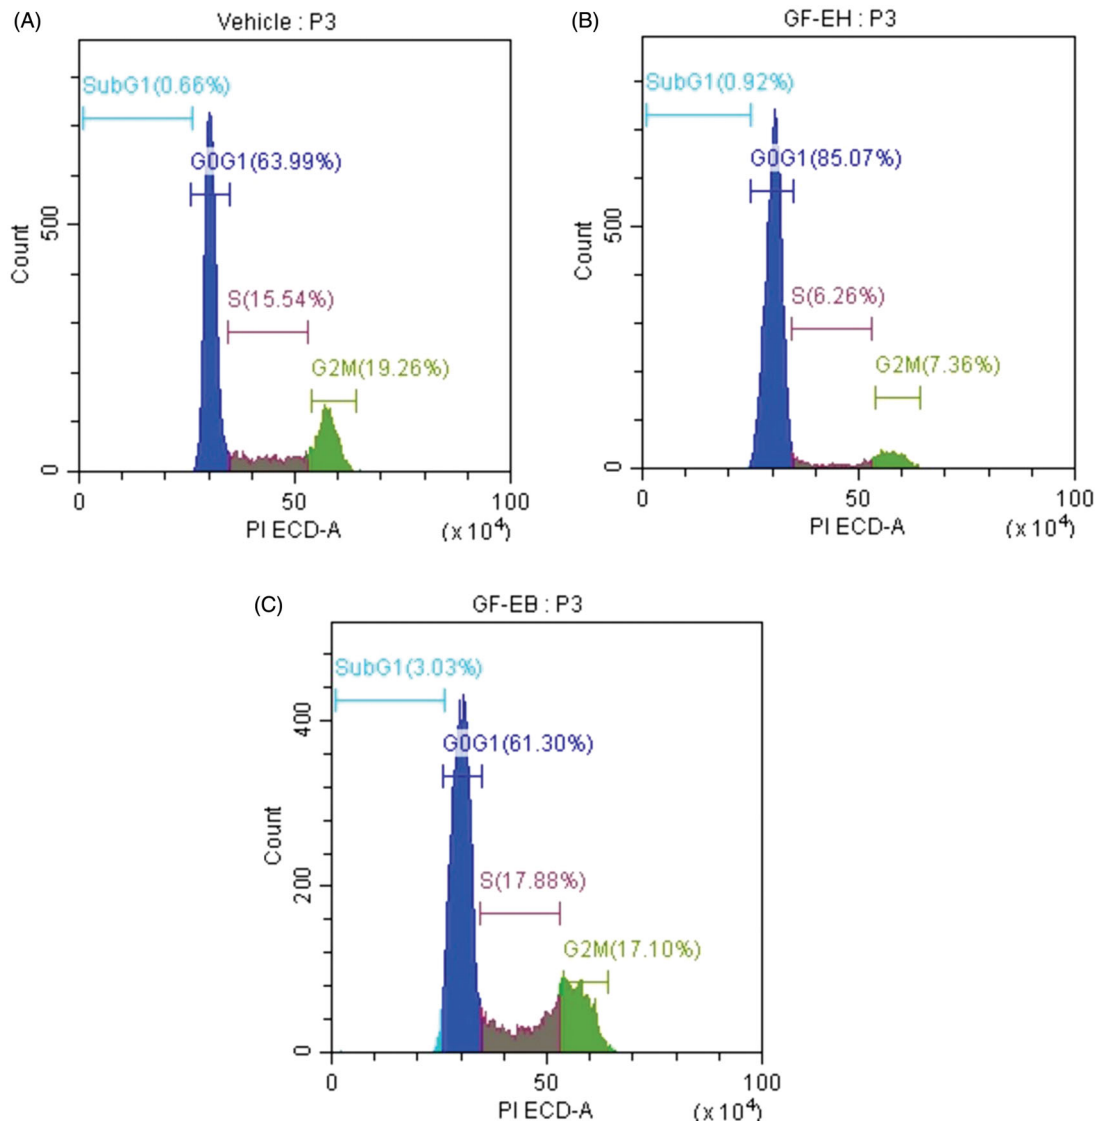 (A)
Vehicle : P3
SubG1(0.66%)
G0G1(63.99%)
S(15.54%)
G2M(19.26%)
Count
500
0
0
50
100
PI ECD-A
(x 10⁴)
(B)
GF-EH : P3
SubG1(0.92%)
G0G1(85.07%)
S(6.26%)
G2M(7.36%)
Count
500
0
0
50
100
PI ECD-A
(x 10⁴)
(C)
GF-EB : P3
SubG1(3.03%)
G0G1(61.30%)
S(17.88%)
G2M(17.10%)
Count
400
200
0
0
50
100
PI ECD-A
(x 10⁴)